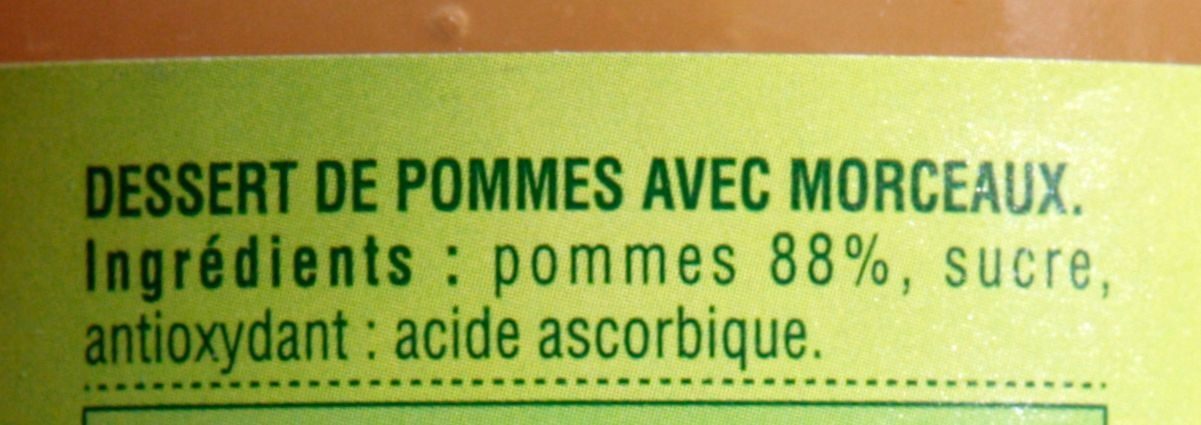 DESSERT DE POMMES AVEC MORCEAUX.
Ingrédients : pommes 88%, sucre,
antioxydant : acide ascorbique.